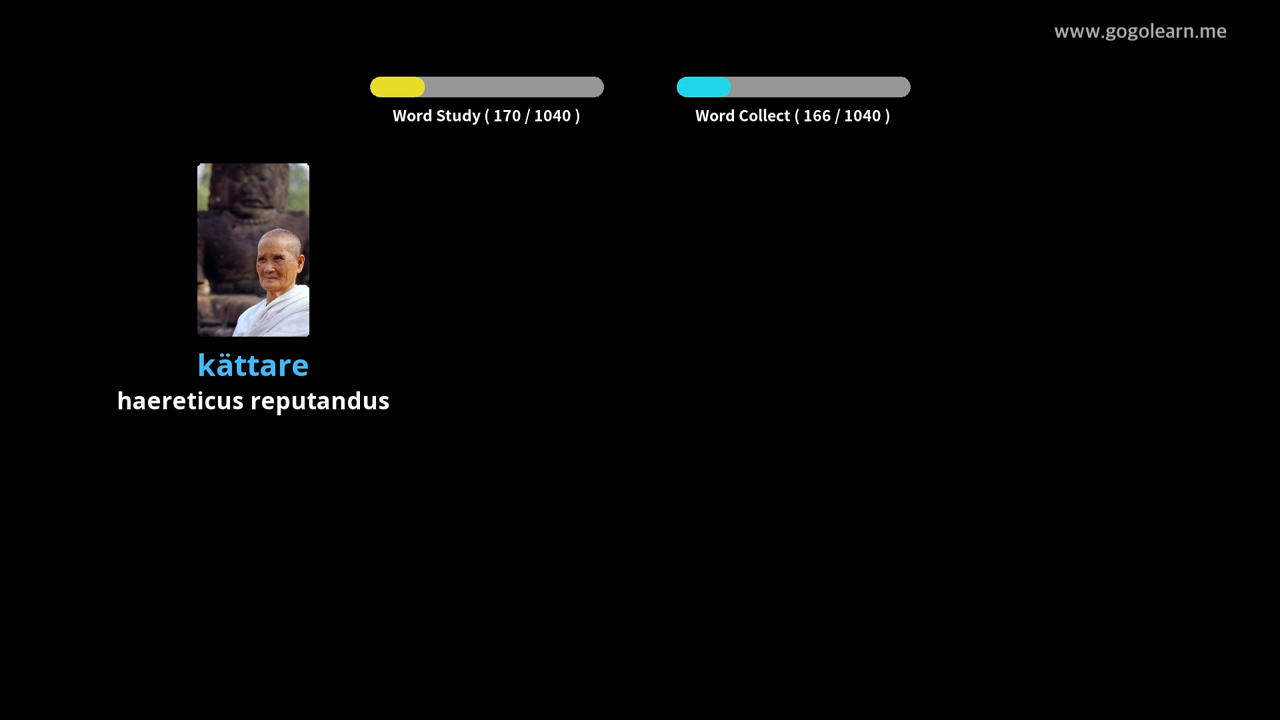 www.gogolearn.me
Word Study ( 170 / 1040 )
Word Collect ( 166 / 1040 )
kättare
haereticus reputandus